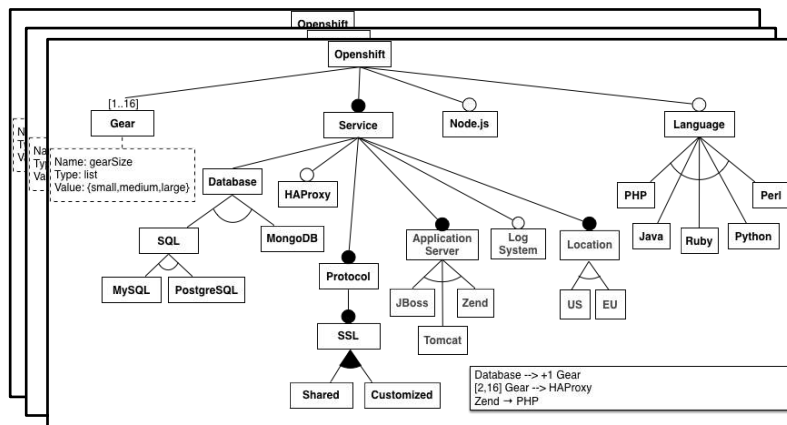 Openshift
Openshift
[1..16]
Gear
Service
Node.js
Language
Name: gearSize
Type: list
Value: {small,medium,large}
Database
HAProxy
PHP
Perl
Java
Ruby
Python
SQL
MongoDB
Application
Server
Log
System
Location
MySQL
PostgreSQL
Protocol
JBoss
Zend
US
EU
Tomcat
SSL
Shared
Customized
Database --> +1 Gear
[2,16] Gear --> HAProxy
Zend → PHP